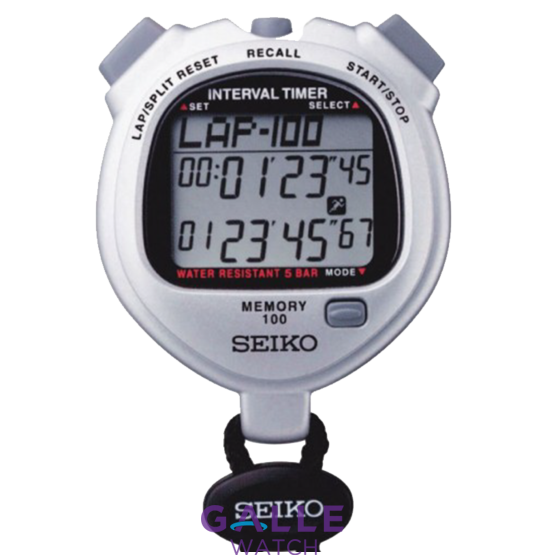 LAP/SPLIT RESET
RECALL
START/STOP
INTERVAL TIMER
▲SET SELECT▲
LAP-100
00:01'23"45
01 23'45"67
WATER RESISTANT 5 BAR MODE▼
MEMORY
100
SEIKO
SEIKO
GALLE
WATCH